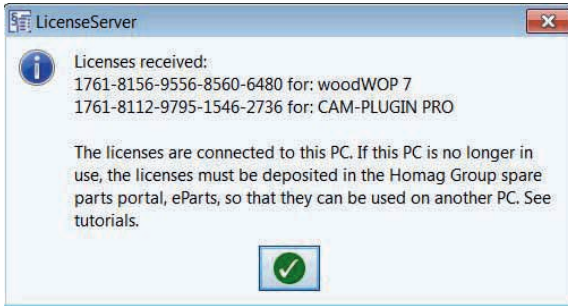 LicenseServer
Licenses received:
1761-8156-9556-8560-6480 for: woodWOP 7
1761-8112-9795-1546-2736 for: CAM-PLUGIN PRO
The licenses are connected to this PC. If this PC is no longer in
use, the licenses must be deposited in the Homag Group spare
parts portal, eParts, so that they can be used on another PC. See
tutorials.